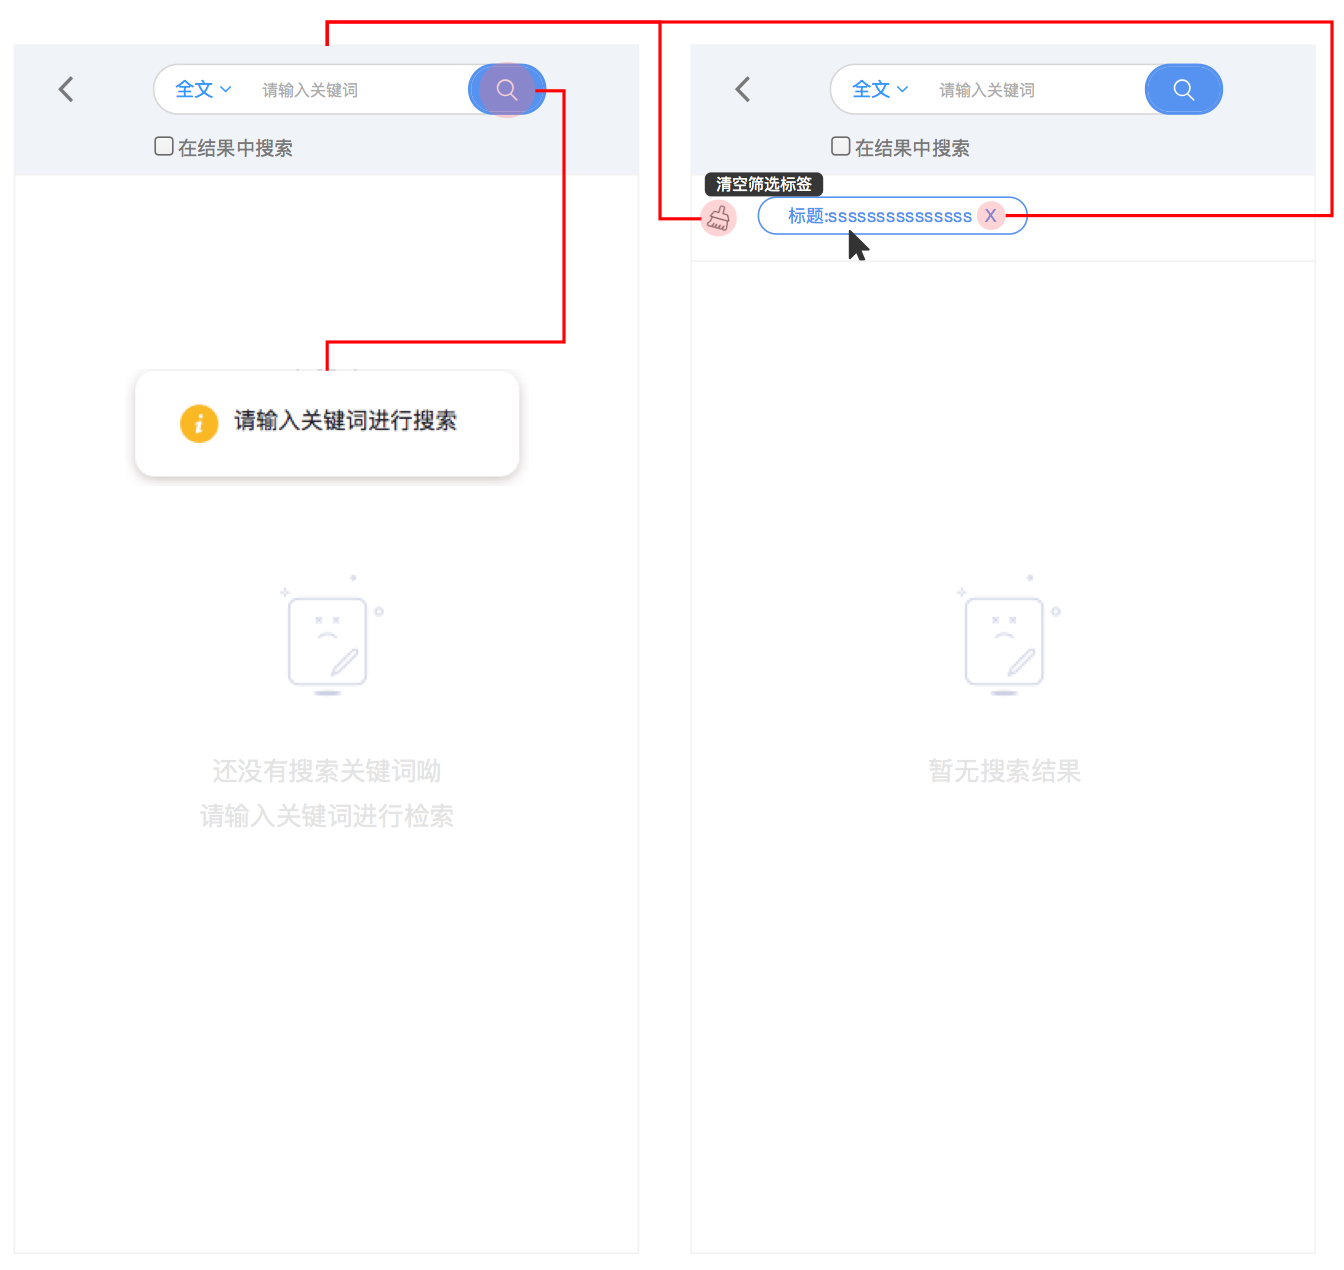 全文 请输入关键词
在结果中搜索
请输入关键词进行搜索
还没有搜索关键词呦
请输入关键词进行检索
全文 请输入关键词
在结果中搜索
清空筛选标签
标题:sssssssssssssss X
暂无搜索结果